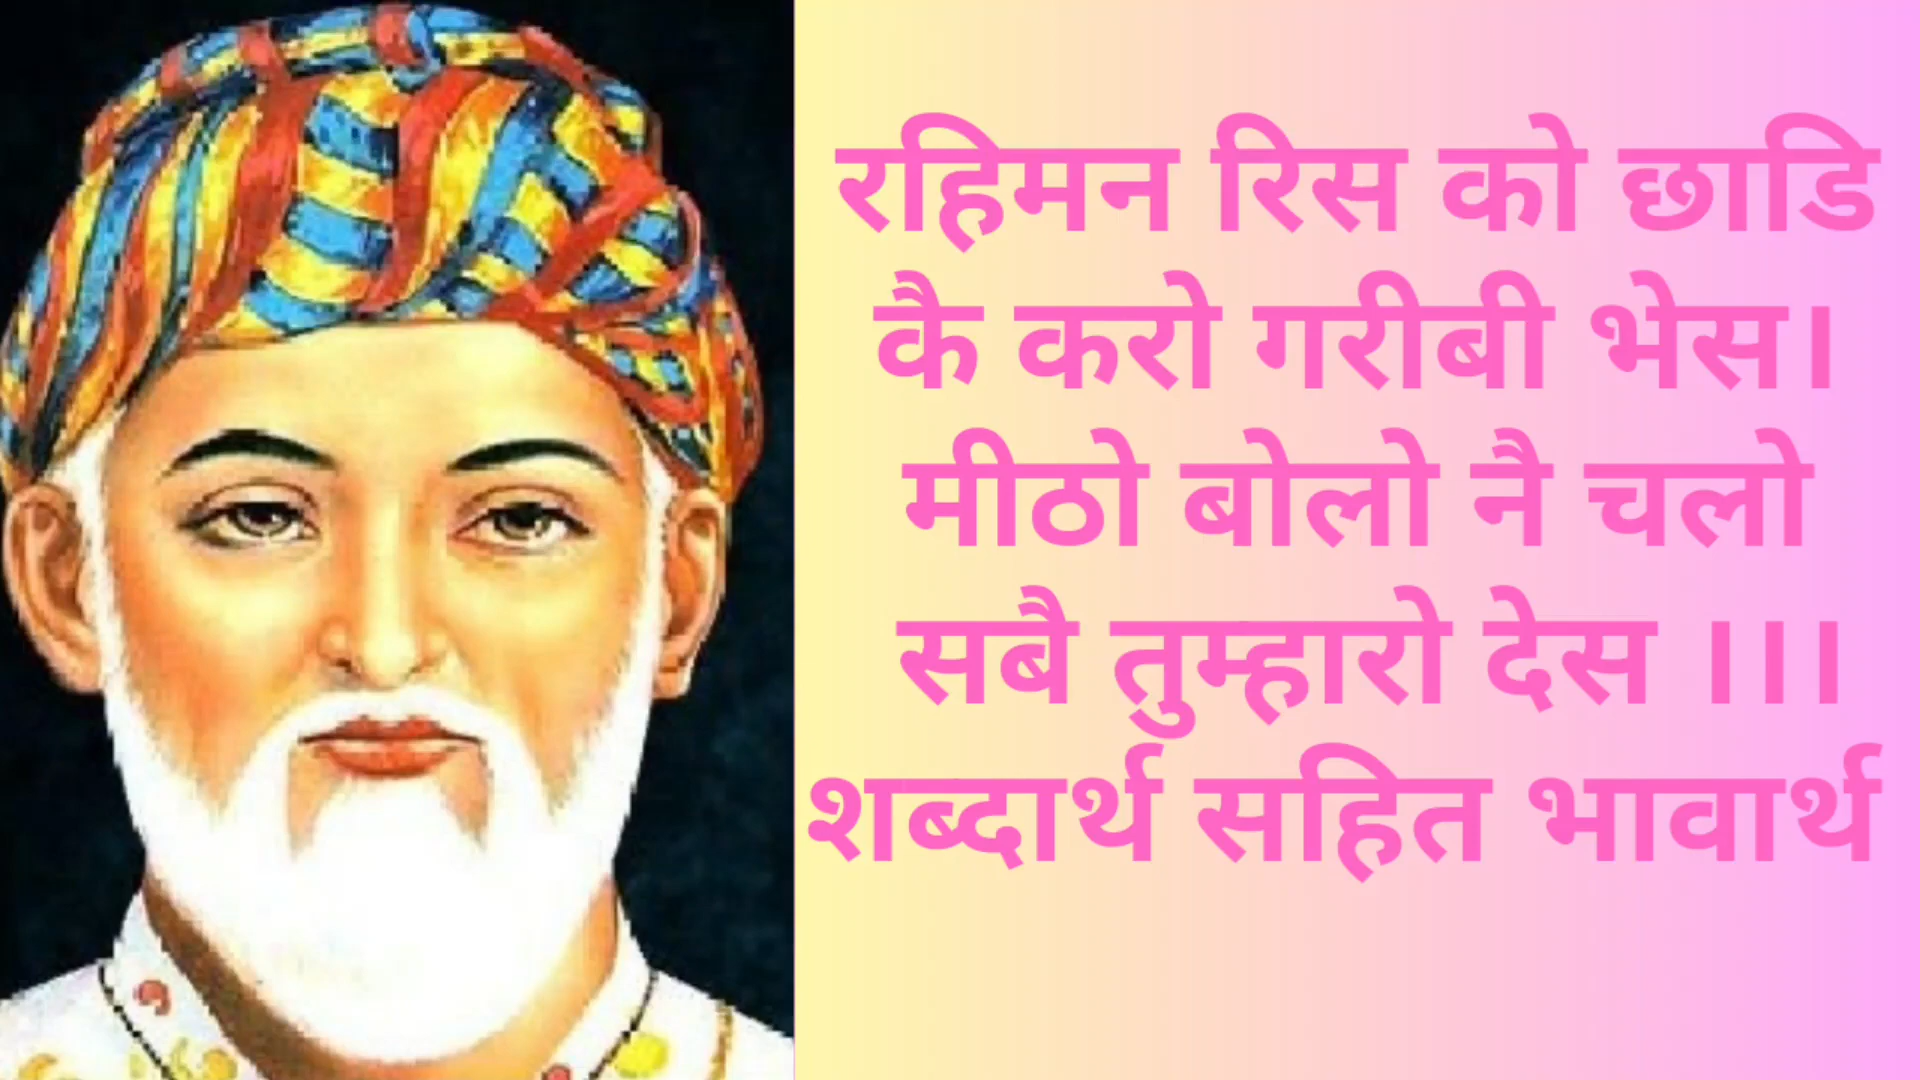 रहिमन रिस को छाडि
कै करो गरीबी भेस।
मीठो बोलो नै चलो
सबै तुम्हारो देस ।।।
शब्दार्थ सहित भावार्थ